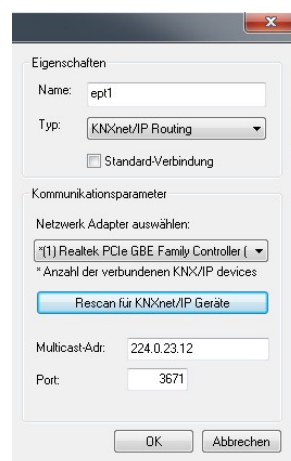 Eigenschaften
Name: ept1
Typ: KNXnet/IP Routing
Standard-Verbindung
Kommunikationsparameter
Netzwerk Adapter auswählen:
*(1) Realtek PCIe GBE Family Controller (
* Anzahl der verbundenen KNX/IP devices
Rescan für KNXnet/IP Geräte
Multicast-Adr: 224.0.23.12
Port: 3671
OK Abbrechen